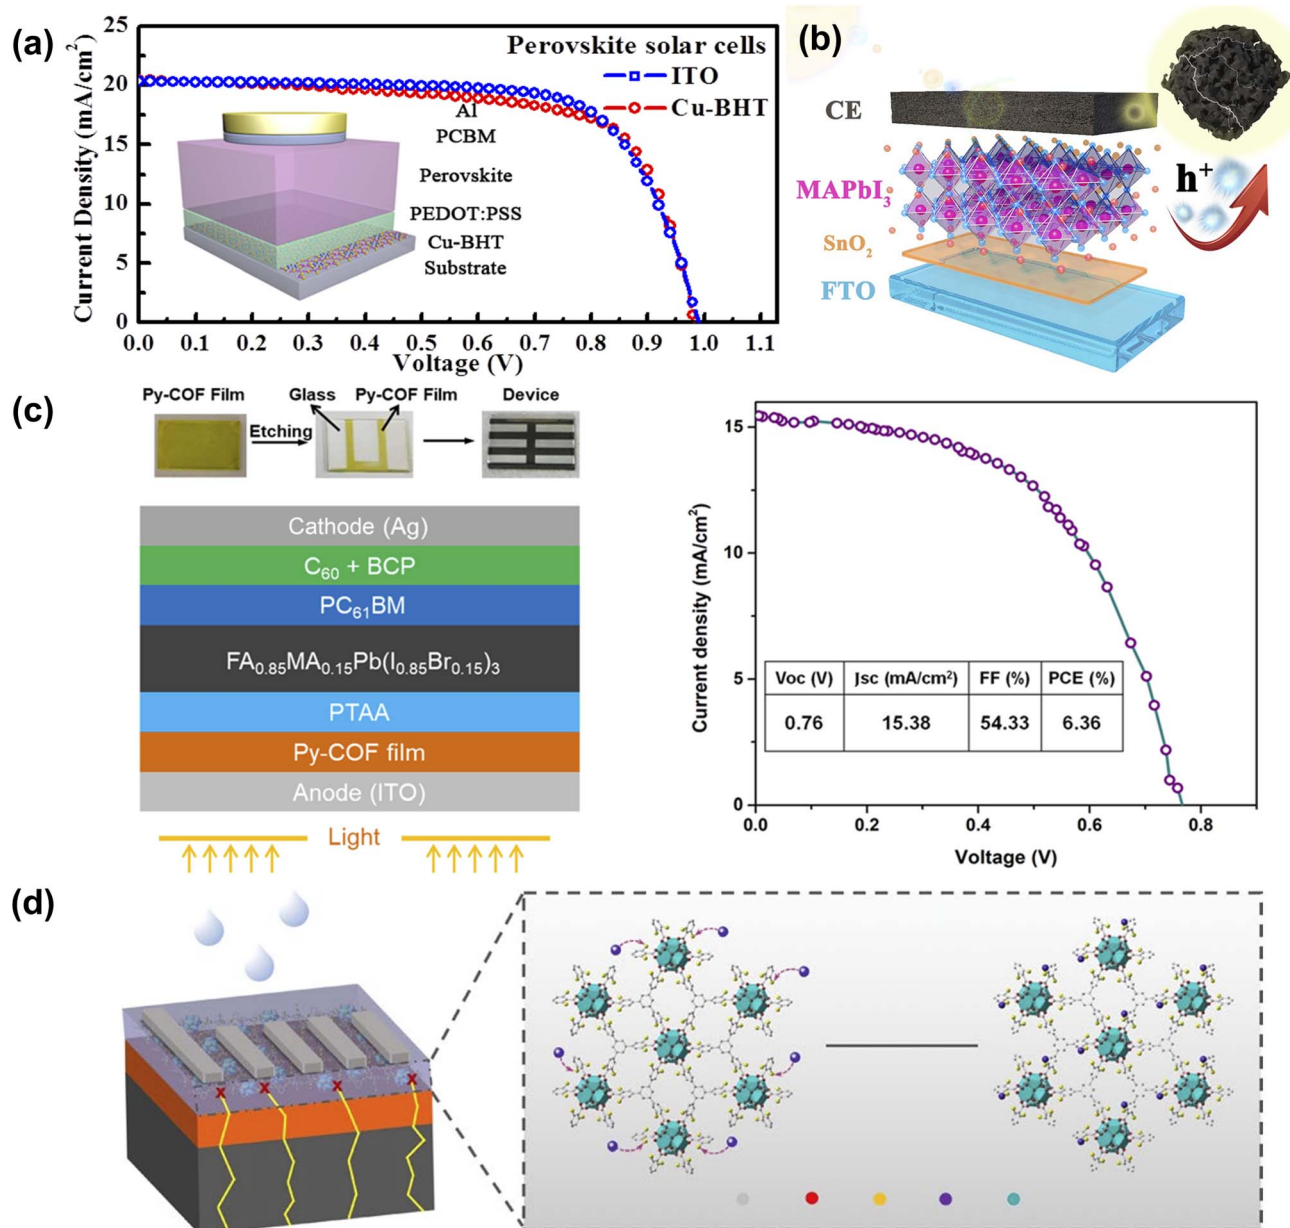 (a)
Current Density (mA/cm²)
25
20
15
10
5
0
Perovskite solar cells
ITO
Cu-BHT
Al
PCBM
Perovskite
PEDOT:PSS
Cu-BHT
Substrate
0.0 0.1 0.2 0.3 0.4 0.5 0.6 0.7 0.8 0.9 1.0 1.1
Voltage (V)
(b)
CE
MAPbI₃
SnO₂
FTO
h⁺
(c)
Py-COF Film
Etching
Glass
Py-COF Film
Device
Cathode (Ag)
C₆₀ + BCP
PC₆₁BM
FA₀.₈₅MA₀.₁₅Pb(I₀.₈₅Br₀.₁₅)₃
PTAA
Py-COF film
Anode (ITO)
Light
Current density (mA/cm²)
15
10
5
0
Voc (V) Jsc (mA/cm²) FF (%) PCE (%)
0.76 15.38 54.33 6.36
0.0 0.2 0.4 0.6 0.8
Voltage (V)
(d)
X X X X